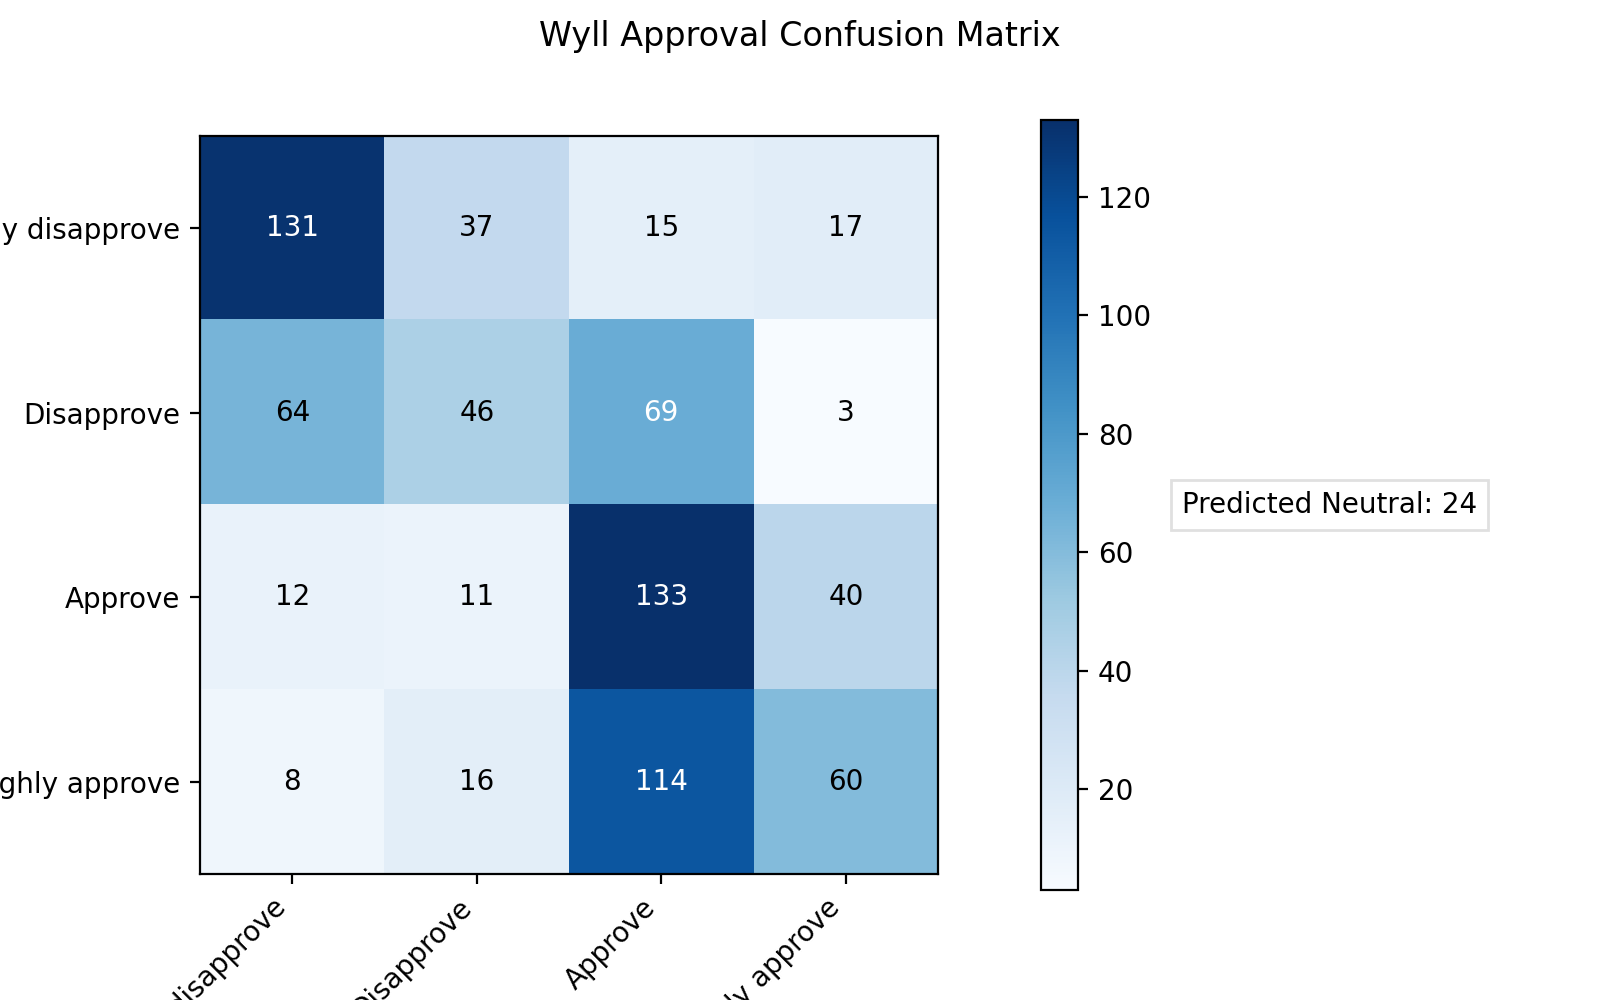 Wyll Approval Confusion Matrix
y disapprove 131 37 15 17
Disapprove 64 46 69 3
Approve 12 11 133 40
ghly approve 8 16 114 60
disapprove Disapprove Approve ly approve
120
100
80
60
40
20
Predicted Neutral: 24